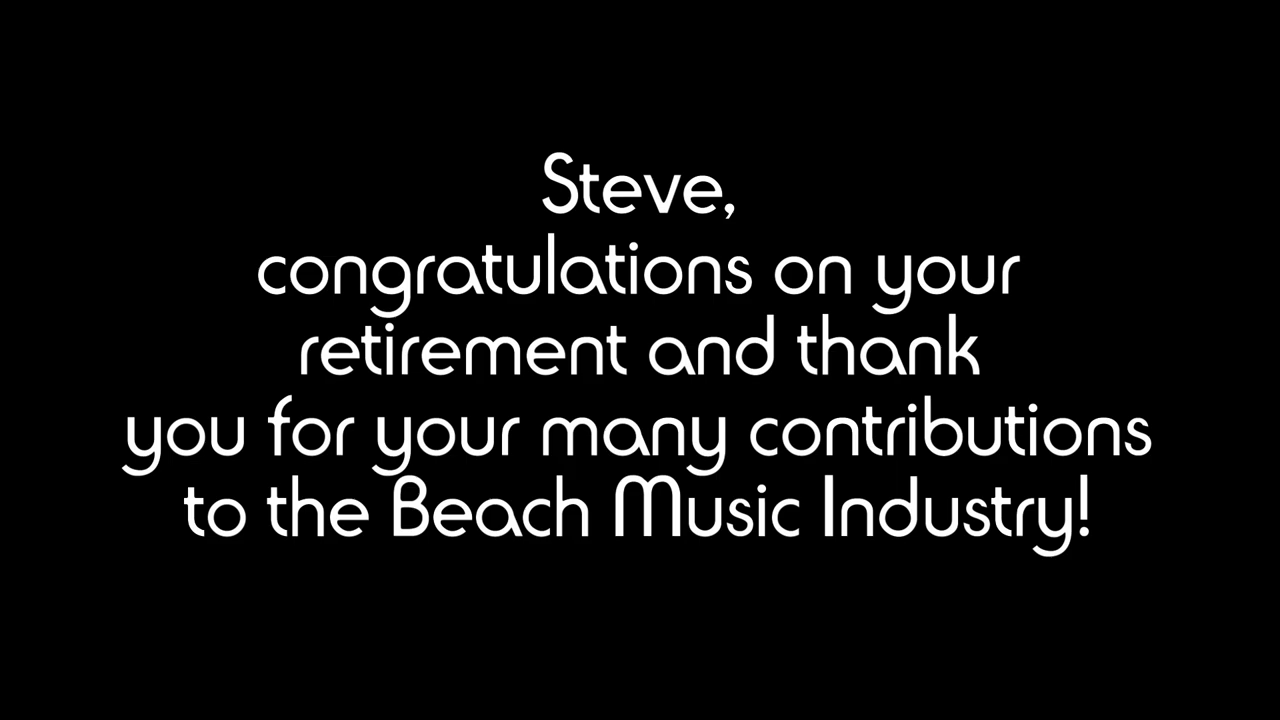 Steve,
congratulations on your
retirement and thank
you for your many contributions
to the Beach Music Industry!